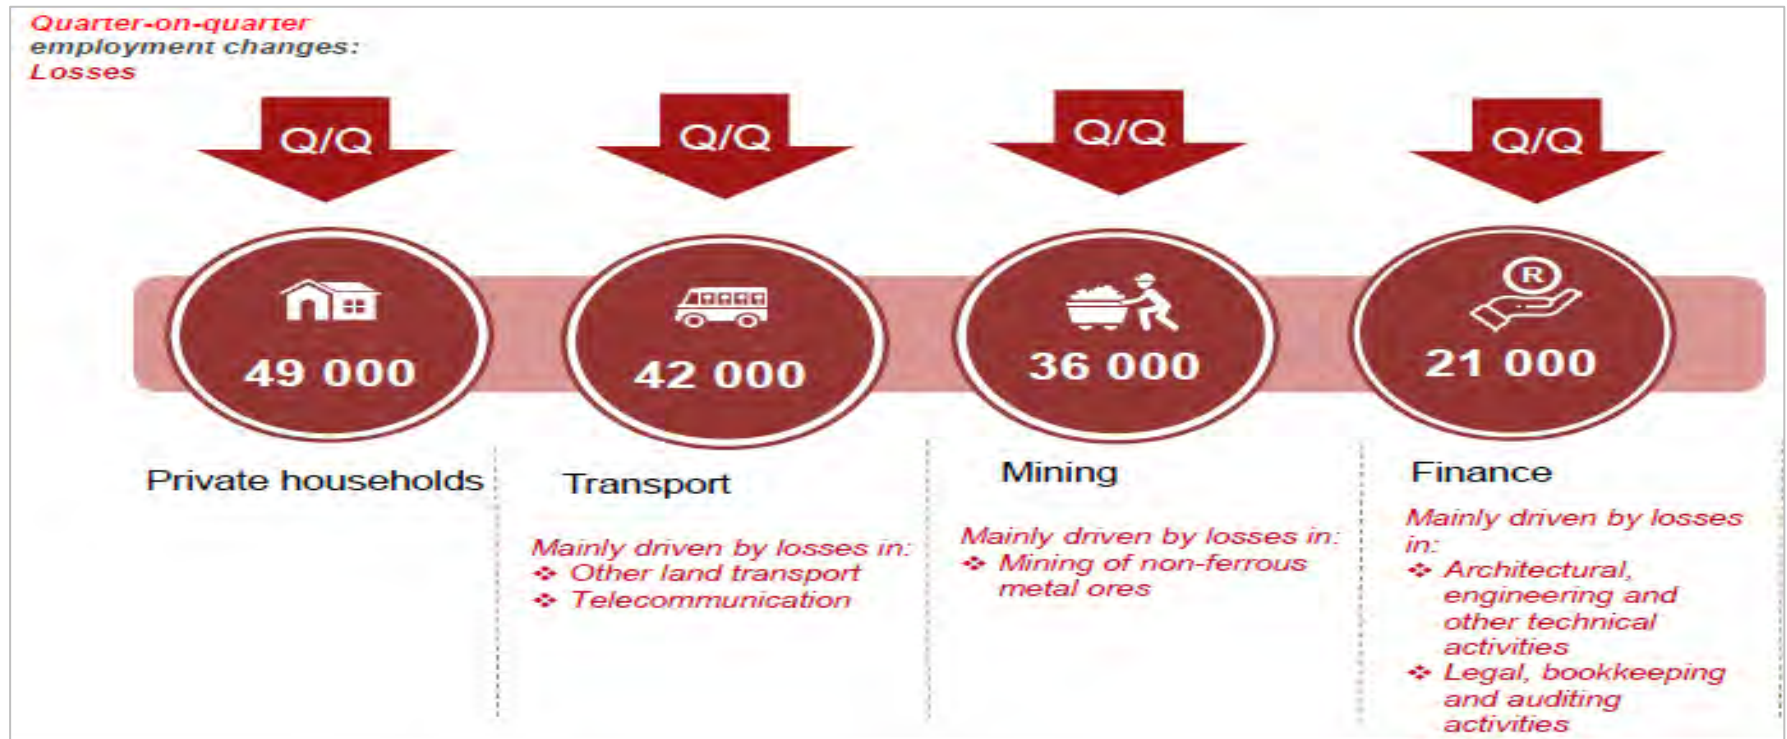 Quarter-on-quarter
employment changes:
Losses
Q/Q
Q/Q
Q/Q
Q/Q
49 000
42 000
36 000
R
21 000
Private households
Transport
Mainly driven by losses in:
❖ Other land transport
❖ Telecommunication
Mining
Mainly driven by losses in:
❖ Mining of non-ferrous
metal ores
Finance
Mainly driven by losses
in:
❖ Architectural,
engineering and
other technical
activities
❖ Legal, bookkeeping
and auditing
activities